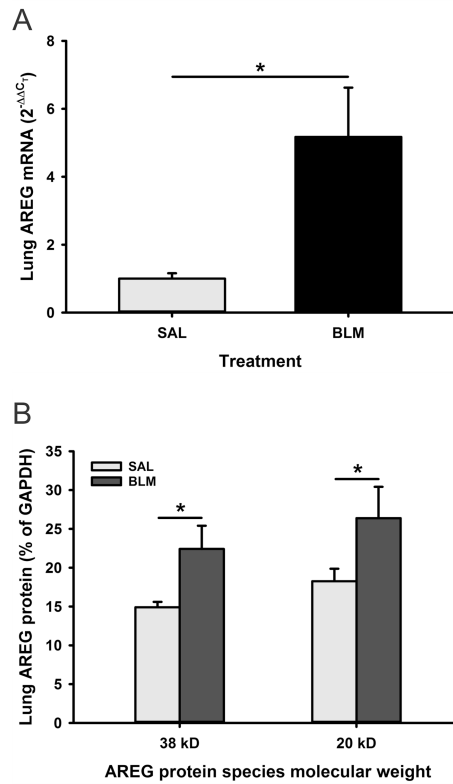 A
Lung AREG mRNA (2^-ΔΔC_T)
8
6
4
2
0
*
SAL
BLM
Treatment
B
Lung AREG protein (% of GAPDH)
35
30
25
20
15
10
5
0
SAL
BLM
*
*
38 kD
20 kD
AREG protein species molecular weight